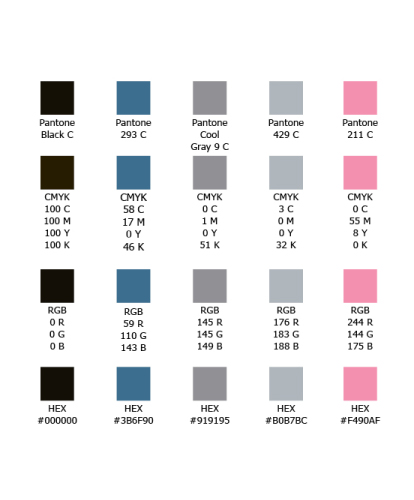 Pantone Black C
Pantone 293 C
Pantone Cool Gray 9 C
Pantone 429 C
Pantone 211 C
CMYK
100 C
100 M
100 Y
100 K
CMYK
58 C
17 M
0 Y
46 K
CMYK
0 C
1 M
0 Y
51 K
CMYK
3 C
0 M
0 Y
32 K
CMYK
0 C
55 M
8 Y
0 K
RGB
0 R
0 G
0 B
RGB
59 R
110 G
143 B
RGB
145 R
145 G
149 B
RGB
176 R
183 G
188 B
RGB
244 R
144 G
175 B
HEX
#000000
HEX
#3B6F90
HEX
#919195
HEX
#B0B7BC
HEX
#F490AF